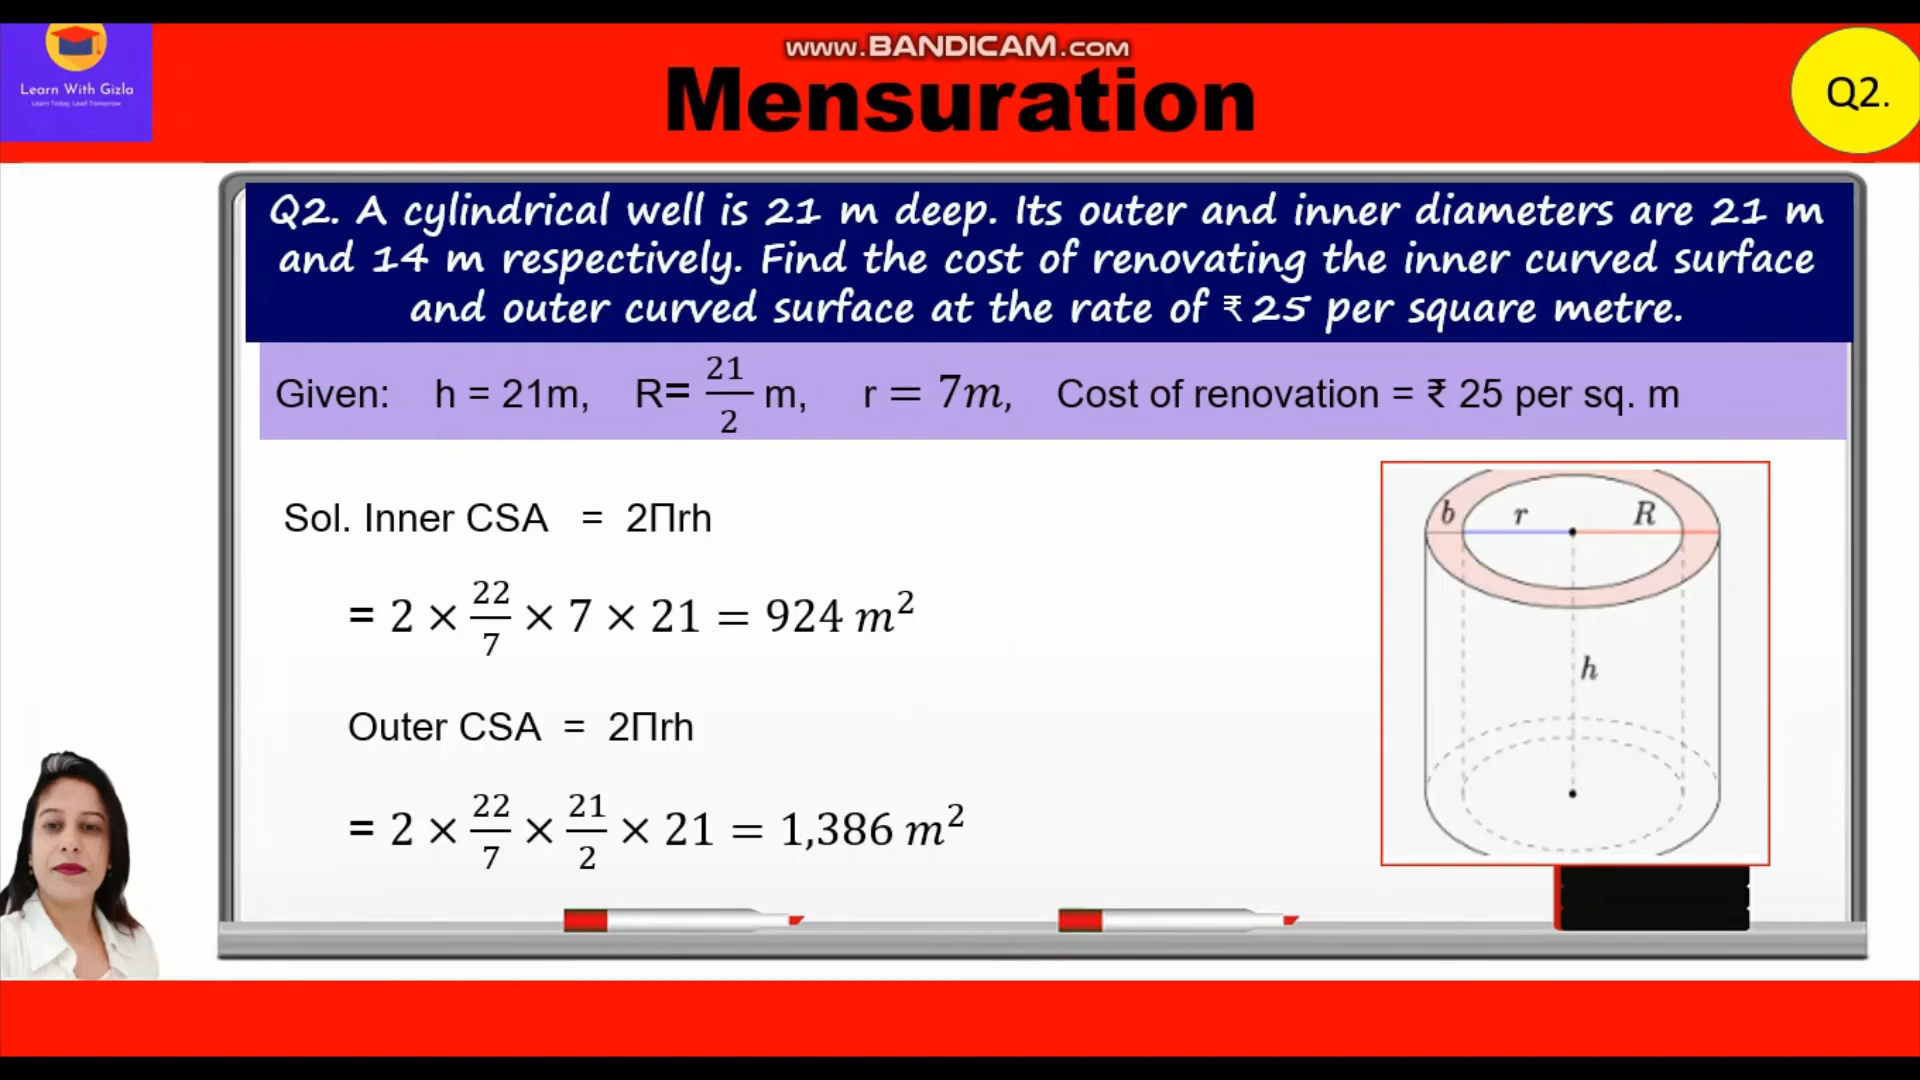 www.BANDICAM.com
Learn With Gizla
Learn Today, Lead Tomorrow
Mensuration
Q2.
Q2. A cylindrical well is 21 m deep. Its outer and inner diameters are 21 m
and 14 m respectively. Find the cost of renovating the inner curved surface
and outer curved surface at the rate of ₹ 25 per square metre.
Given: h = 21m, R= 21/2 m, r = 7m, Cost of renovation = ₹ 25 per sq. m
Sol. Inner CSA = 2Πrh
= 2 × 22/7 × 7 × 21 = 924 m²
Outer CSA = 2Πrh
= 2 × 22/7 × 21/2 × 21 = 1,386 m²
b r R
h